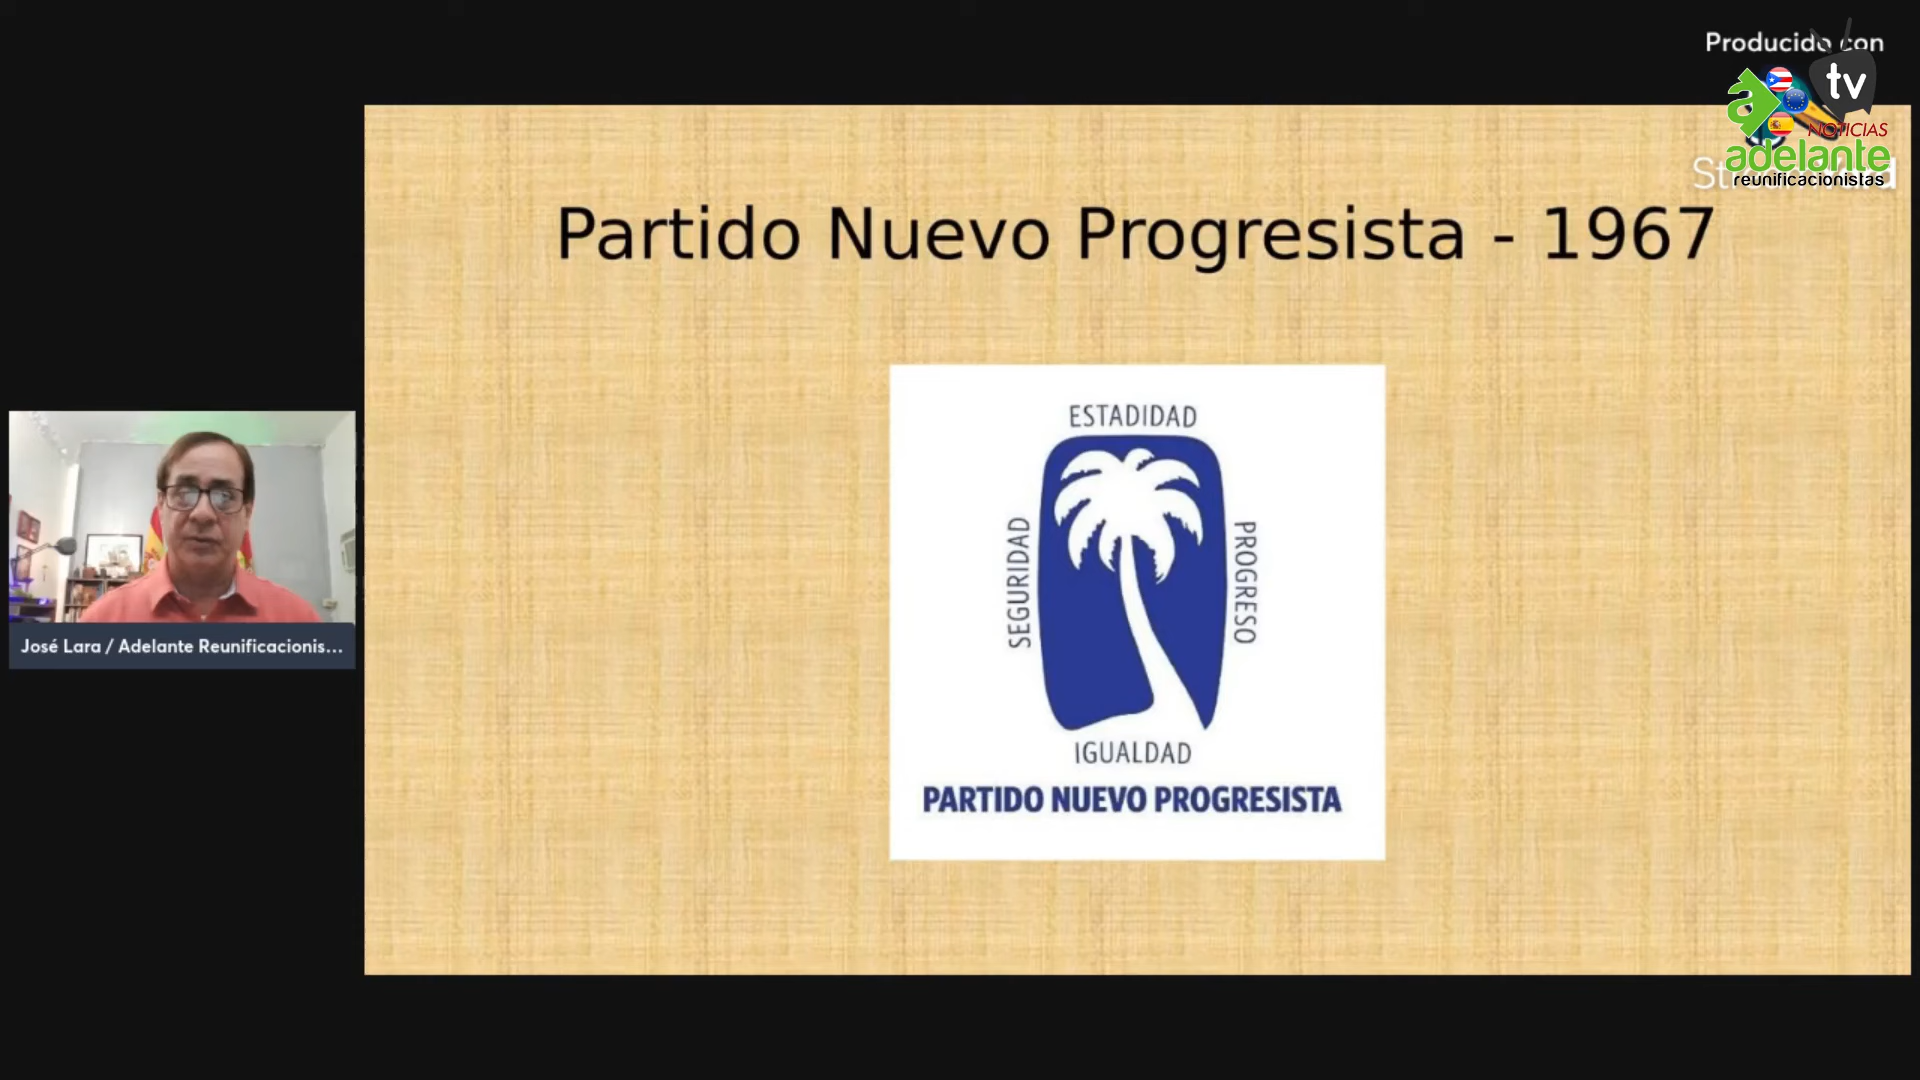 Producido con
tv
NOTICIAS
adelante
reunificacionistas
Partido Nuevo Progresista - 1967
ESTADIDAD
SEGURIDAD
PROGRESO
IGUALDAD
PARTIDO NUEVO PROGRESISTA
José Lara / Adelante Reunificacionis...